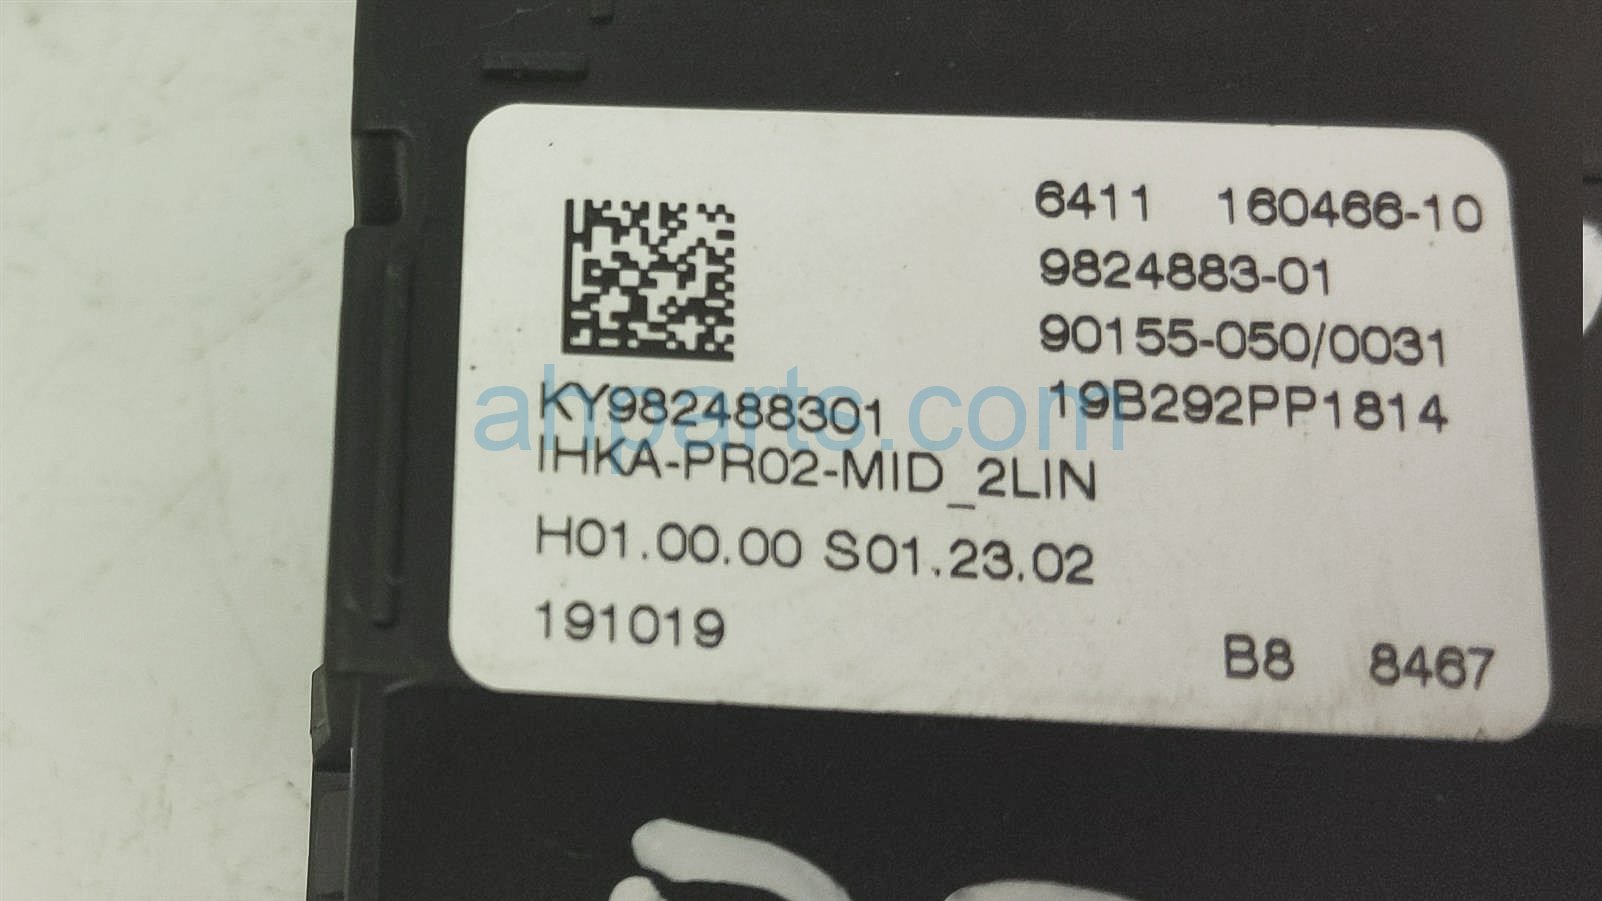 6411 160466-10
9824883-01
90155-050/0031
19B292PP1814
KY982488301
ahparts.com
IHKA-PR02-MID_2LIN
H01.00.00 S01.23.02
191019
B8 8467